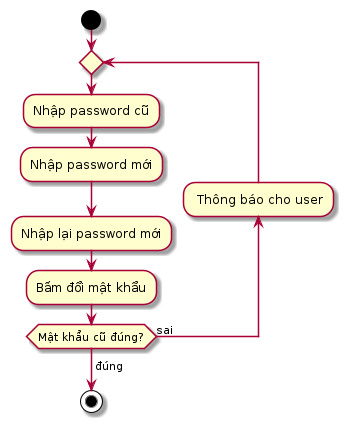 Nhập password cũ
Nhập password mới
Thông báo cho user
Nhập lại password mới
Bấm đổi mật khẩu
Mật khẩu cũ đúng?
sai
đúng